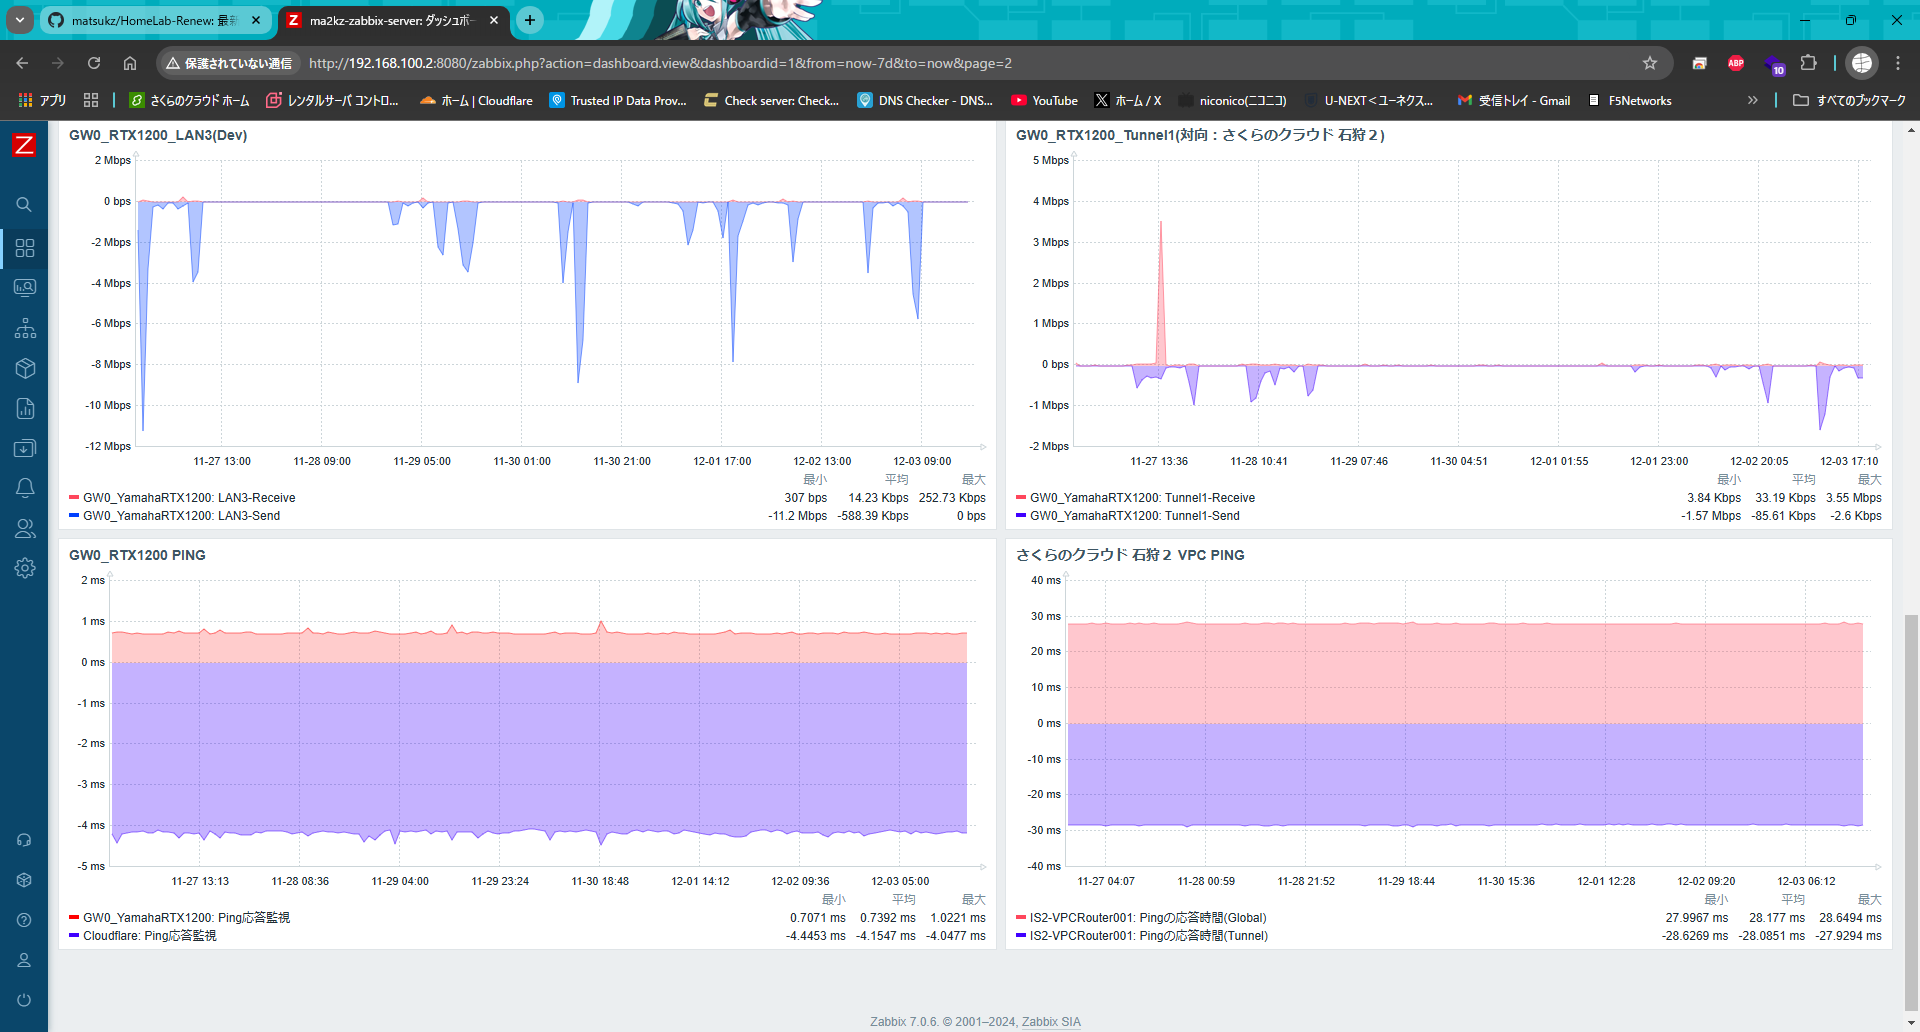 matsukz/HomeLab-Renew: 最新
ma2kz-zabbix-server: ダッシュボー
保護されていない通信
http://192.168.100.2:8080/zabbix.php?action=dashboard.view&dashboardid=1&from=now-7d&to=now&page=2
ABP
10
アプリ
さくらのクラウド ホーム
レンタルサーバ コントロ...
ホーム | Cloudflare
Trusted IP Data Prov...
Check server: Check...
DNS Checker - DNS...
YouTube
ホーム / X
niconico(ニコニコ)
U-NEXT＜ユーネクス...
受信トレイ - Gmail
F5Networks
すべてのブックマーク
Z
GW0_RTX1200_LAN3(Dev)
2 Mbps
0 bps
-2 Mbps
-4 Mbps
-6 Mbps
-8 Mbps
-10 Mbps
-12 Mbps
11-27 13:00 11-28 09:00 11-29 05:00 11-30 01:00 11-30 21:00 12-01 17:00 12-02 13:00 12-03 09:00
最小 平均 最大
GW0_YamahaRTX1200: LAN3-Receive 307 bps 14.23 Kbps 252.73 Kbps
GW0_YamahaRTX1200: LAN3-Send -11.2 Mbps -588.39 Kbps 0 bps
GW0_RTX1200_Tunnel1(対向：さくらのクラウド 石狩２)
5 Mbps
4 Mbps
3 Mbps
2 Mbps
1 Mbps
0 bps
-1 Mbps
-2 Mbps
11-27 13:36 11-28 10:41 11-29 07:46 11-30 04:51 12-01 01:55 12-01 23:00 12-02 20:05 12-03 17:10
最小 平均 最大
GW0_YamahaRTX1200: Tunnel1-Receive 3.84 Kbps 33.19 Kbps 3.55 Mbps
GW0_YamahaRTX1200: Tunnel1-Send -1.57 Mbps -85.61 Kbps -2.6 Kbps
GW0_RTX1200 PING
2 ms
1 ms
0 ms
-1 ms
-2 ms
-3 ms
-4 ms
-5 ms
11-27 13:13 11-28 08:36 11-29 04:00 11-29 23:24 11-30 18:48 12-01 14:12 12-02 09:36 12-03 05:00
最小 平均 最大
GW0_YamahaRTX1200: Ping応答監視 0.7071 ms 0.7392 ms 1.0221 ms
Cloudflare: Ping応答監視 -4.4453 ms -4.1547 ms -4.0477 ms
さくらのクラウド 石狩２ VPC PING
40 ms
30 ms
20 ms
10 ms
0 ms
-10 ms
-20 ms
-30 ms
-40 ms
11-27 04:07 11-28 00:59 11-28 21:52 11-29 18:44 11-30 15:36 12-01 12:28 12-02 09:20 12-03 06:12
最小 平均 最大
IS2-VPCRouter001: Pingの応答時間(Global) 27.9967 ms 28.177 ms 28.6494 ms
IS2-VPCRouter001: Pingの応答時間(Tunnel) -28.6269 ms -28.0851 ms -27.9294 ms
Zabbix 7.0.6. © 2001–2024, Zabbix SIA